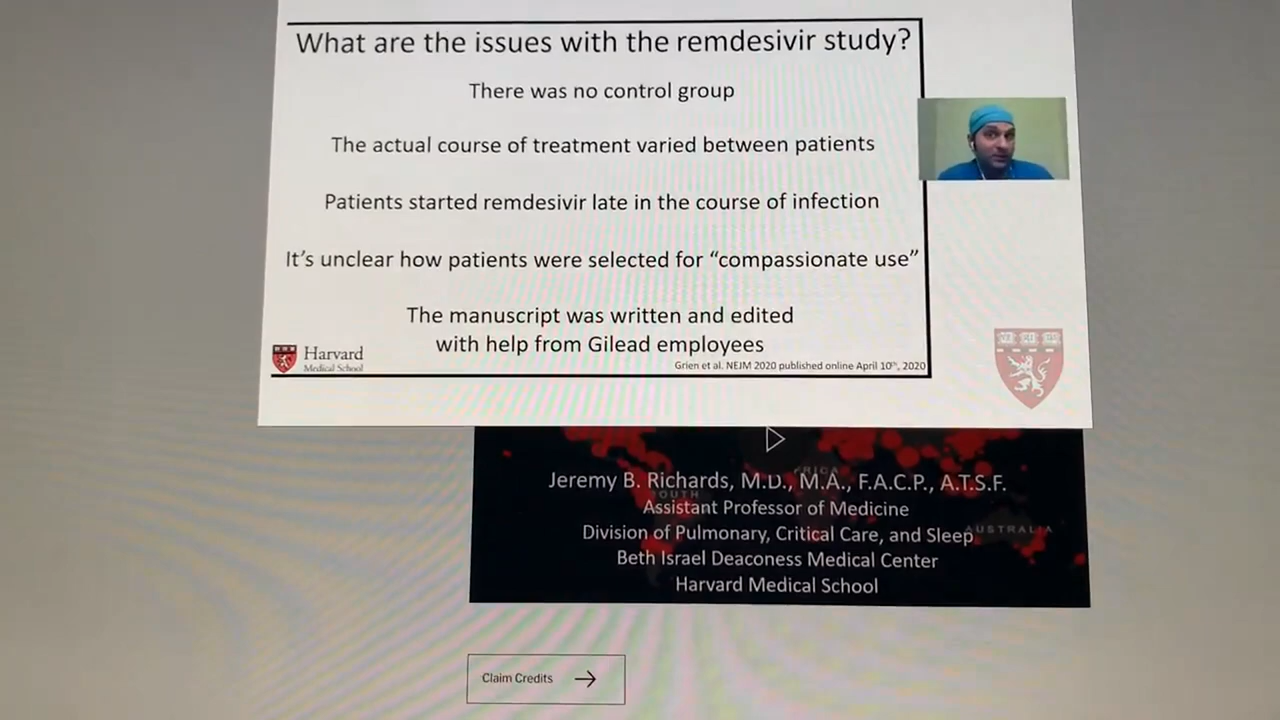 What are the issues with the remdesivir study?
There was no control group
The actual course of treatment varied between patients
Patients started remdesivir late in the course of infection
It's unclear how patients were selected for “compassionate use”
The manuscript was written and edited
with help from Gilead employees
Harvard
Medical School
Grien et al. NEJM 2020 published online April 10th, 2020
Jeremy B. Richards, M.D., M.A., F.A.C.P., A.T.S.F.
Assistant Professor of Medicine
Division of Pulmonary, Critical Care, and Sleep
AUSTRALIA
Beth Israel Deaconess Medical Center
Harvard Medical School
Claim Credits